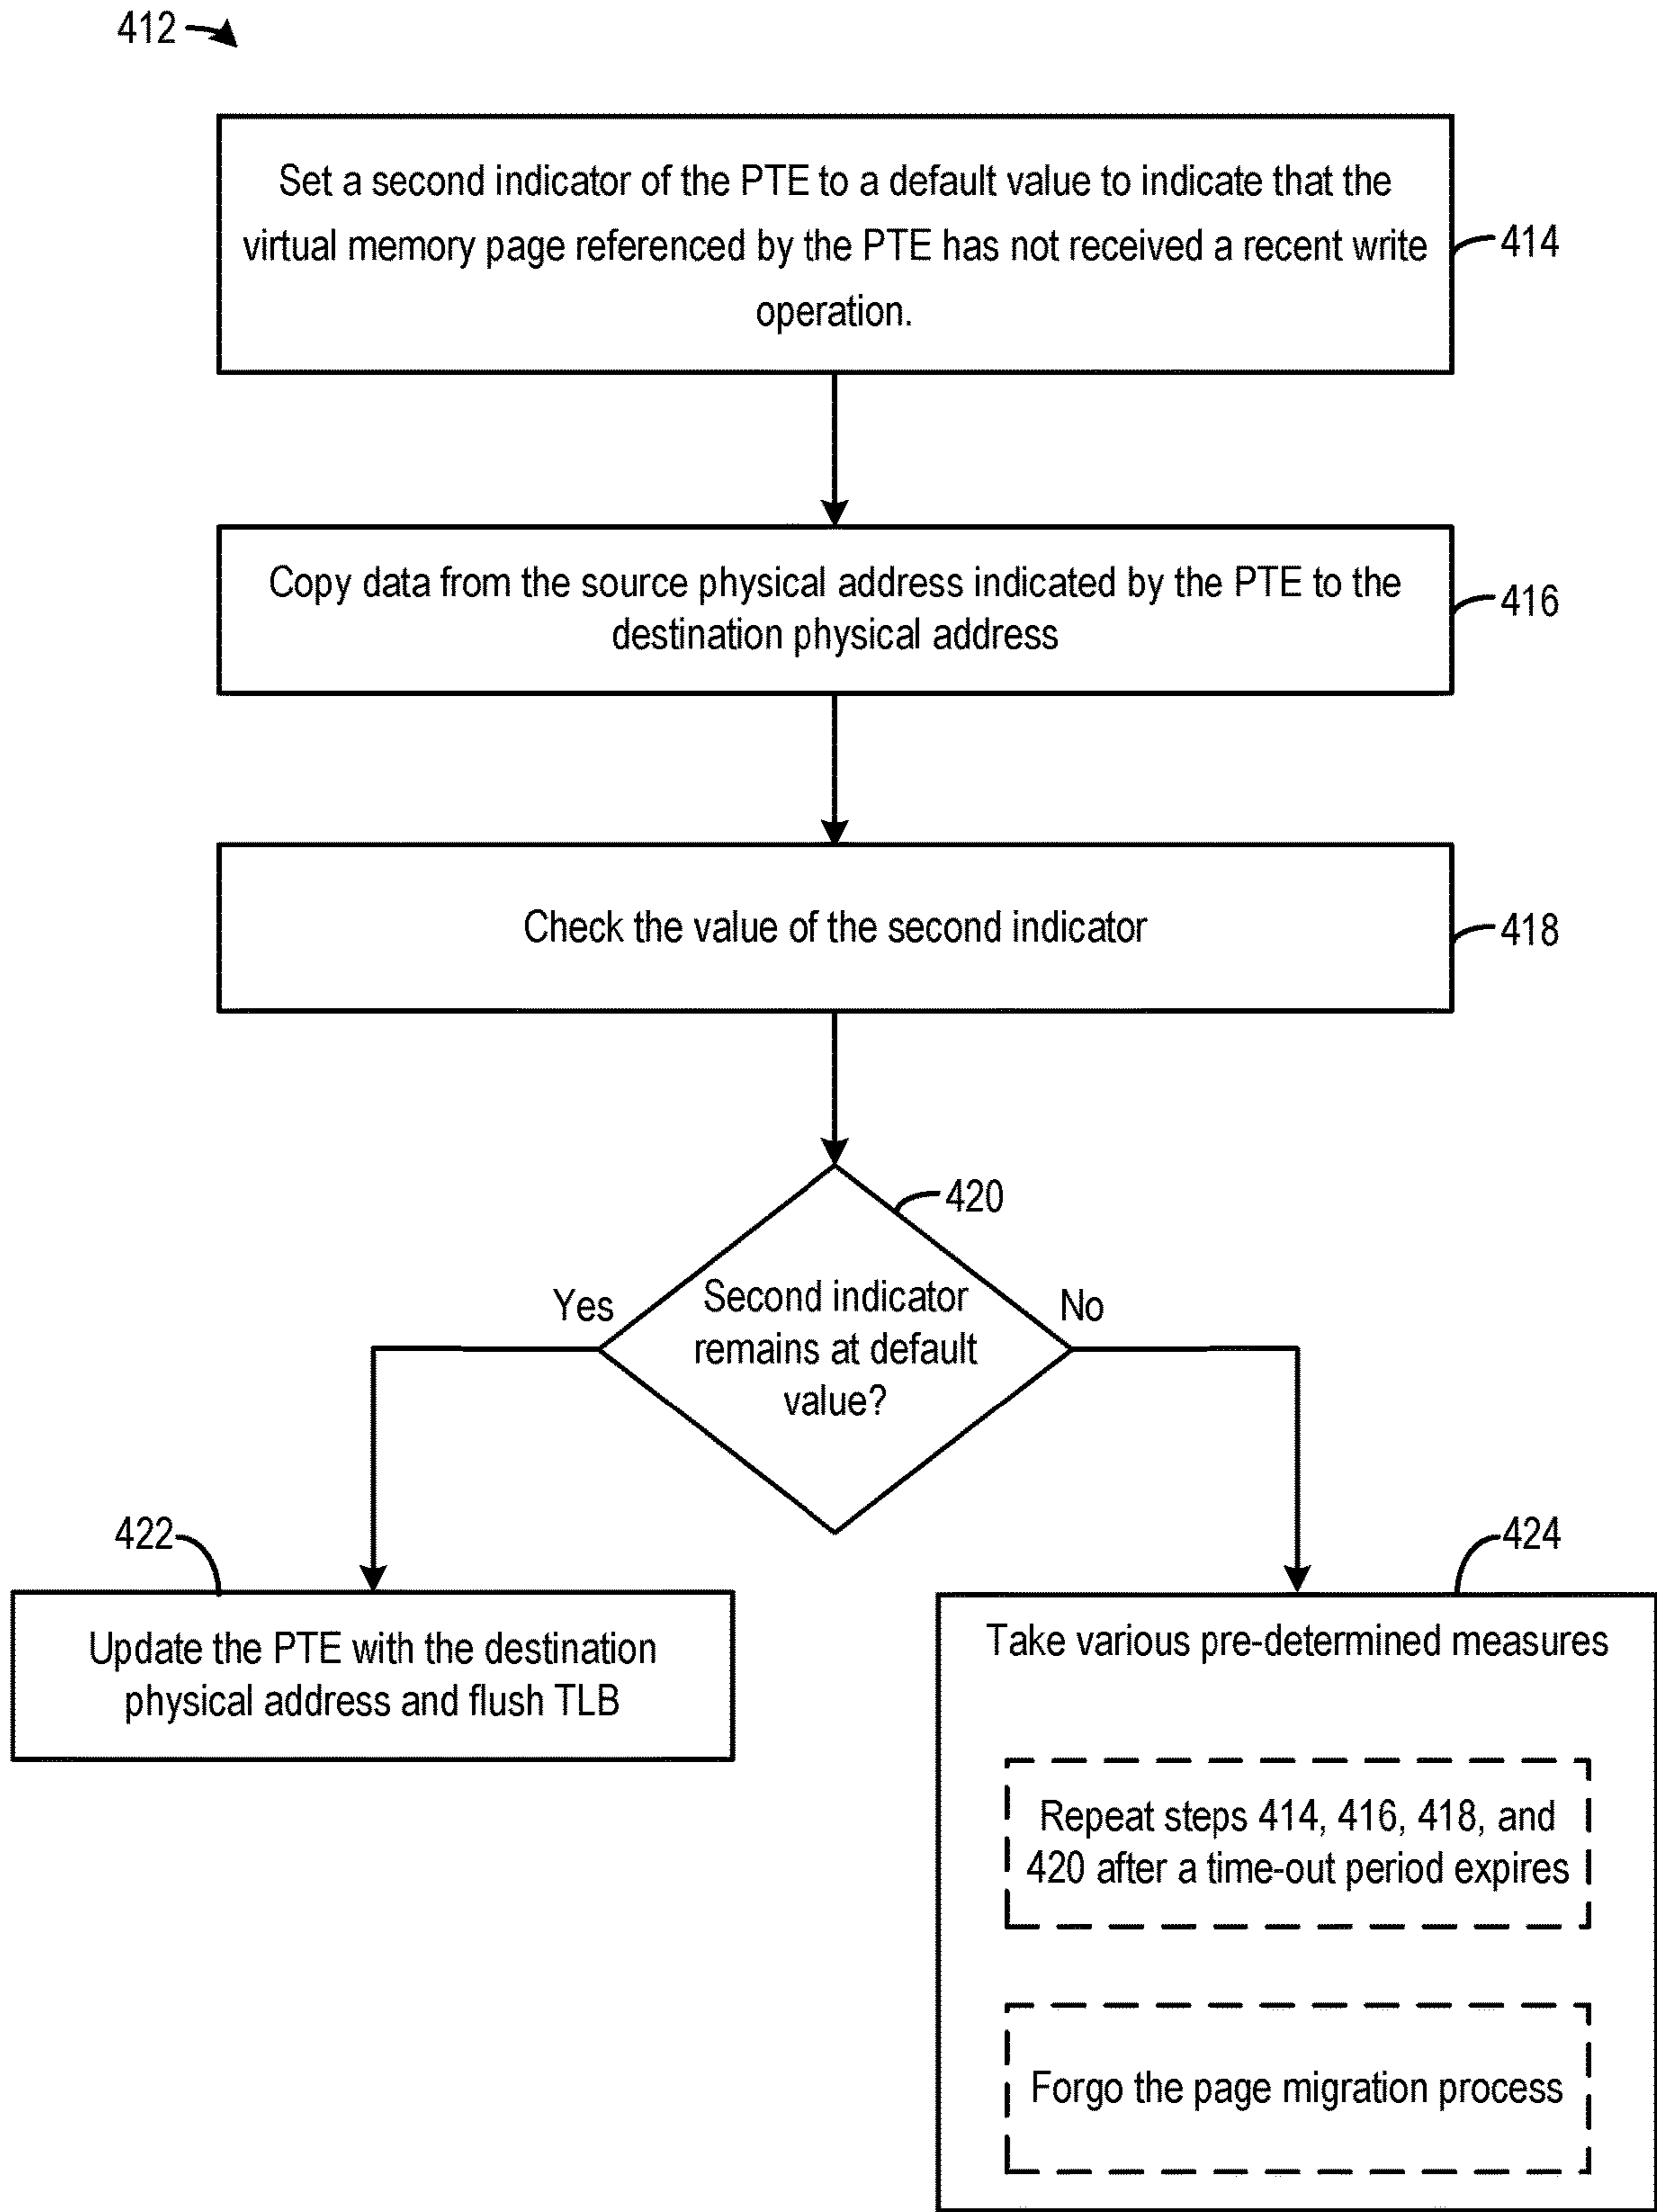 412
Set a second indicator of the PTE to a default value to indicate that the
virtual memory page referenced by the PTE has not received a recent write
operation.
414
Copy data from the source physical address indicated by the PTE to the
destination physical address
416
Check the value of the second indicator
418
420
Yes
Second indicator
remains at default
value?
No
422
Update the PTE with the destination
physical address and flush TLB
424
Take various pre-determined measures
Repeat steps 414, 416, 418, and
420 after a time-out period expires
Forgo the page migration process